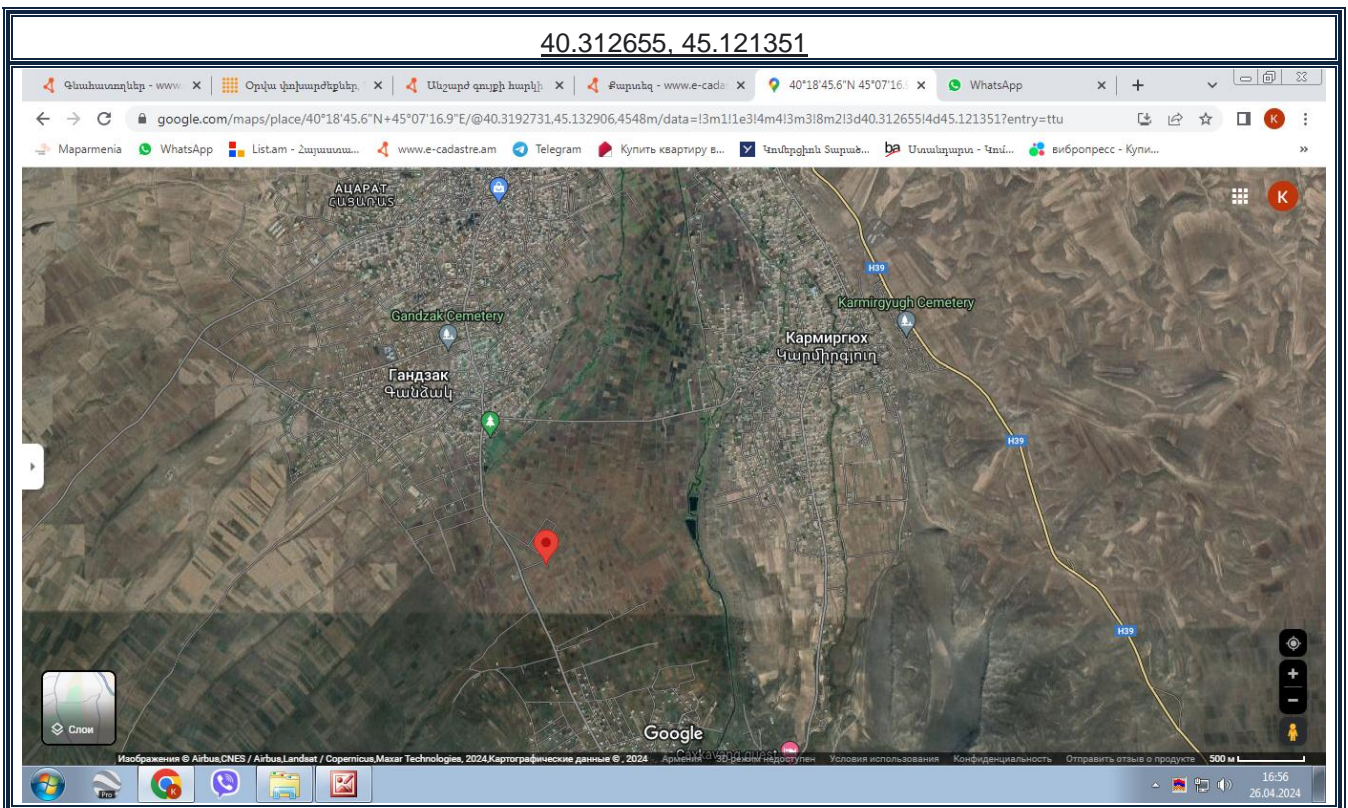 40.312655, 45.121351
Գնահատողներ - www.
Օրվա փոխարժեքներ,
Անշարժ գույքի հարկի
Քարտեզ - www.e-cada
40°18'45.6"N 45°07'16.
WhatsApp
google.com/maps/place/40°18'45.6"N+45°07'16.9"E/@40.3192731,45.132906,4548m/data=!3m1!1e3!4m4!3m3!8m2!3d40.312655!4d45.121351?entry=ttu
K
Maparmenia
WhatsApp
List.am - Հայաստա...
www.e-cadastre.am
Telegram
Купить квартиру в...
Կոմերցիոն Տարած...
Ստանդարտ - Կոմ...
вибропресс - Купи...
»
АЦАРАТ
ՀԱՑԱՌԱՏ
K
H39
Karmirgyugh Cemetery
Gandzak Cemetery
Кармиргюх
Կարմիրգյուղ
Гандзак
Գանձակ
H39
H39
Слои
Google
Изображения © Airbus,CNES / Airbus,Landsat / Copernicus,Maxar Technologies, 2024,Картографические данные © , 2024 Армения 3D-режим недоступен Условия использования Конфиденциальность Отправить отзыв о продукте 500 м
Pro
16:56
26.04.2024